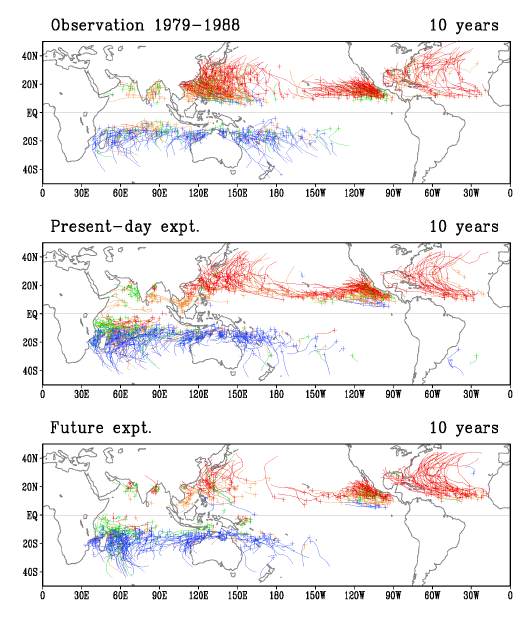 Observation 1979-1988 10 years
40N
20N
EQ
20S
40S
0 30E 60E 90E 120E 150E 180 150W 120W 90W 60W 30W 0
Present-day expt. 10 years
40N
20N
EQ
20S
40S
0 30E 60E 90E 120E 150E 180 150W 120W 90W 60W 30W 0
Future expt. 10 years
40N
20N
EQ
20S
40S
0 30E 60E 90E 120E 150E 180 150W 120W 90W 60W 30W 0